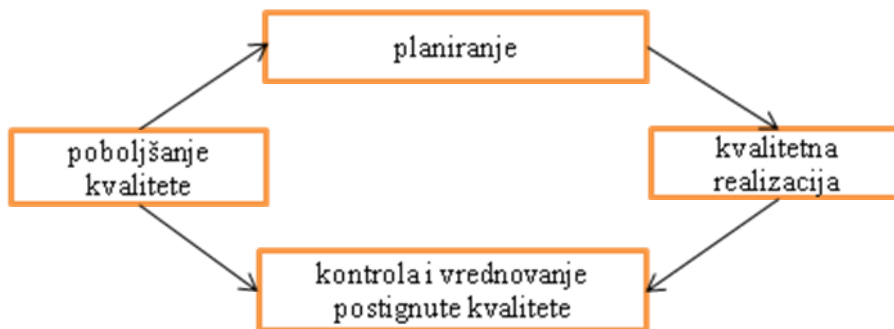 planiranje
poboljšanje
kvalitete
kvalitetna
realizacija
kontrola i vrednovanje
postignute kvalitete